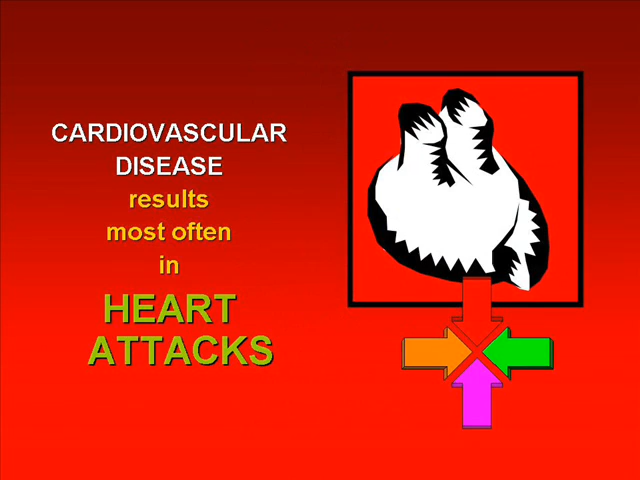 CARDIOVASCULAR
DISEASE
results
most often
in
HEART
ATTACKS